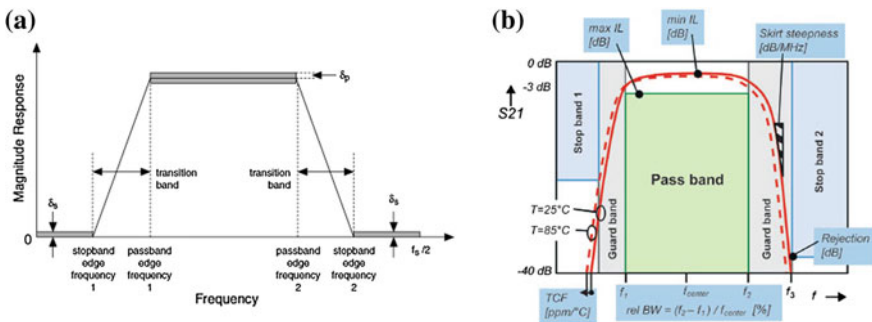 (a)
Magnitude Response
δp
transition
band
transition
band
δs
δs
0
fs /2
stopband
edge
frequency
1
passband
edge
frequency
1
passband
edge
frequency
2
stopband
edge
frequency
2
Frequency
(b)
max IL
[dB]
min IL
[dB]
Skirt steepness
[dB/MHz]
0 dB
-3 dB
S21
-40 dB
Stop band 1
Guard band
Pass band
Guard band
Stop band 2
T=25°C
T=85°C
Rejection
[dB]
TCF
[ppm/°C]
f1
fcenter
f2
f3
f
rel BW = (f2 – f1) / fcenter [%]